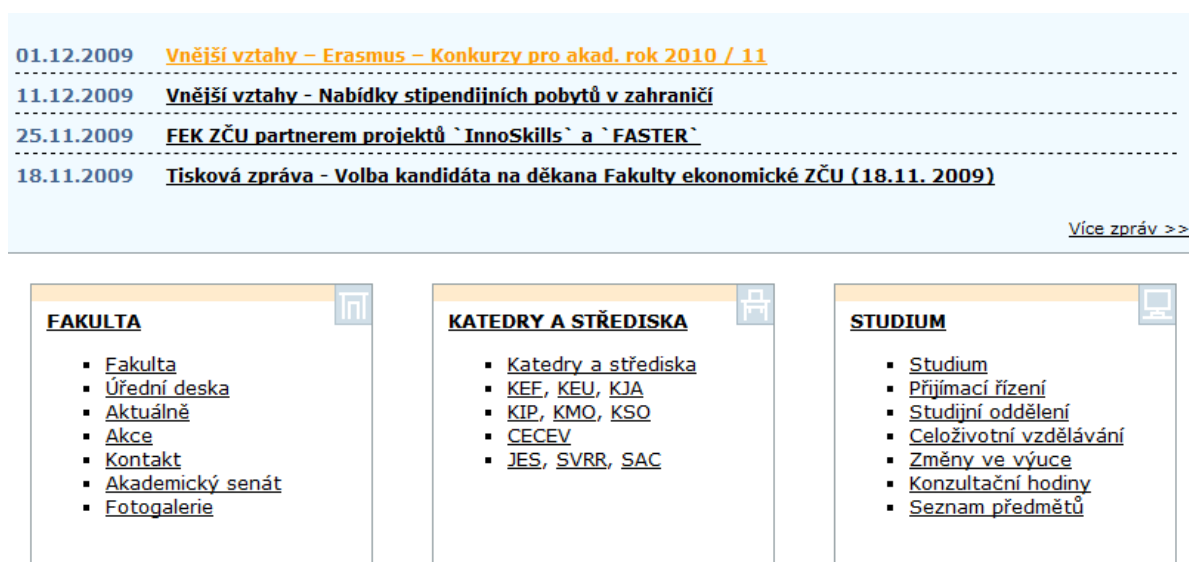 01.12.2009 Vnější vztahy – Erasmus – Konkurzy pro akad. rok 2010 / 11
11.12.2009 Vnější vztahy - Nabídky stipendijních pobytů v zahraničí
25.11.2009 FEK ZČU partnerem projektů `InnoSkills` a `FASTER`
18.11.2009 Tisková zpráva - Volba kandidáta na děkana Fakulty ekonomické ZČU (18.11. 2009)
Více zpráv >>
FAKULTA
Fakulta
Úřední deska
Aktuálně
Akce
Kontakt
Akademický senát
Fotogalerie
KATEDRY A STŘEDISKA
Katedry a střediska
KEF, KEU, KJA
KIP, KMO, KSO
CECEV
JES, SVRR, SAC
STUDIUM
Studium
Přijímací řízení
Studijní oddělení
Celoživotní vzdělávání
Změny ve výuce
Konzultační hodiny
Seznam předmětů